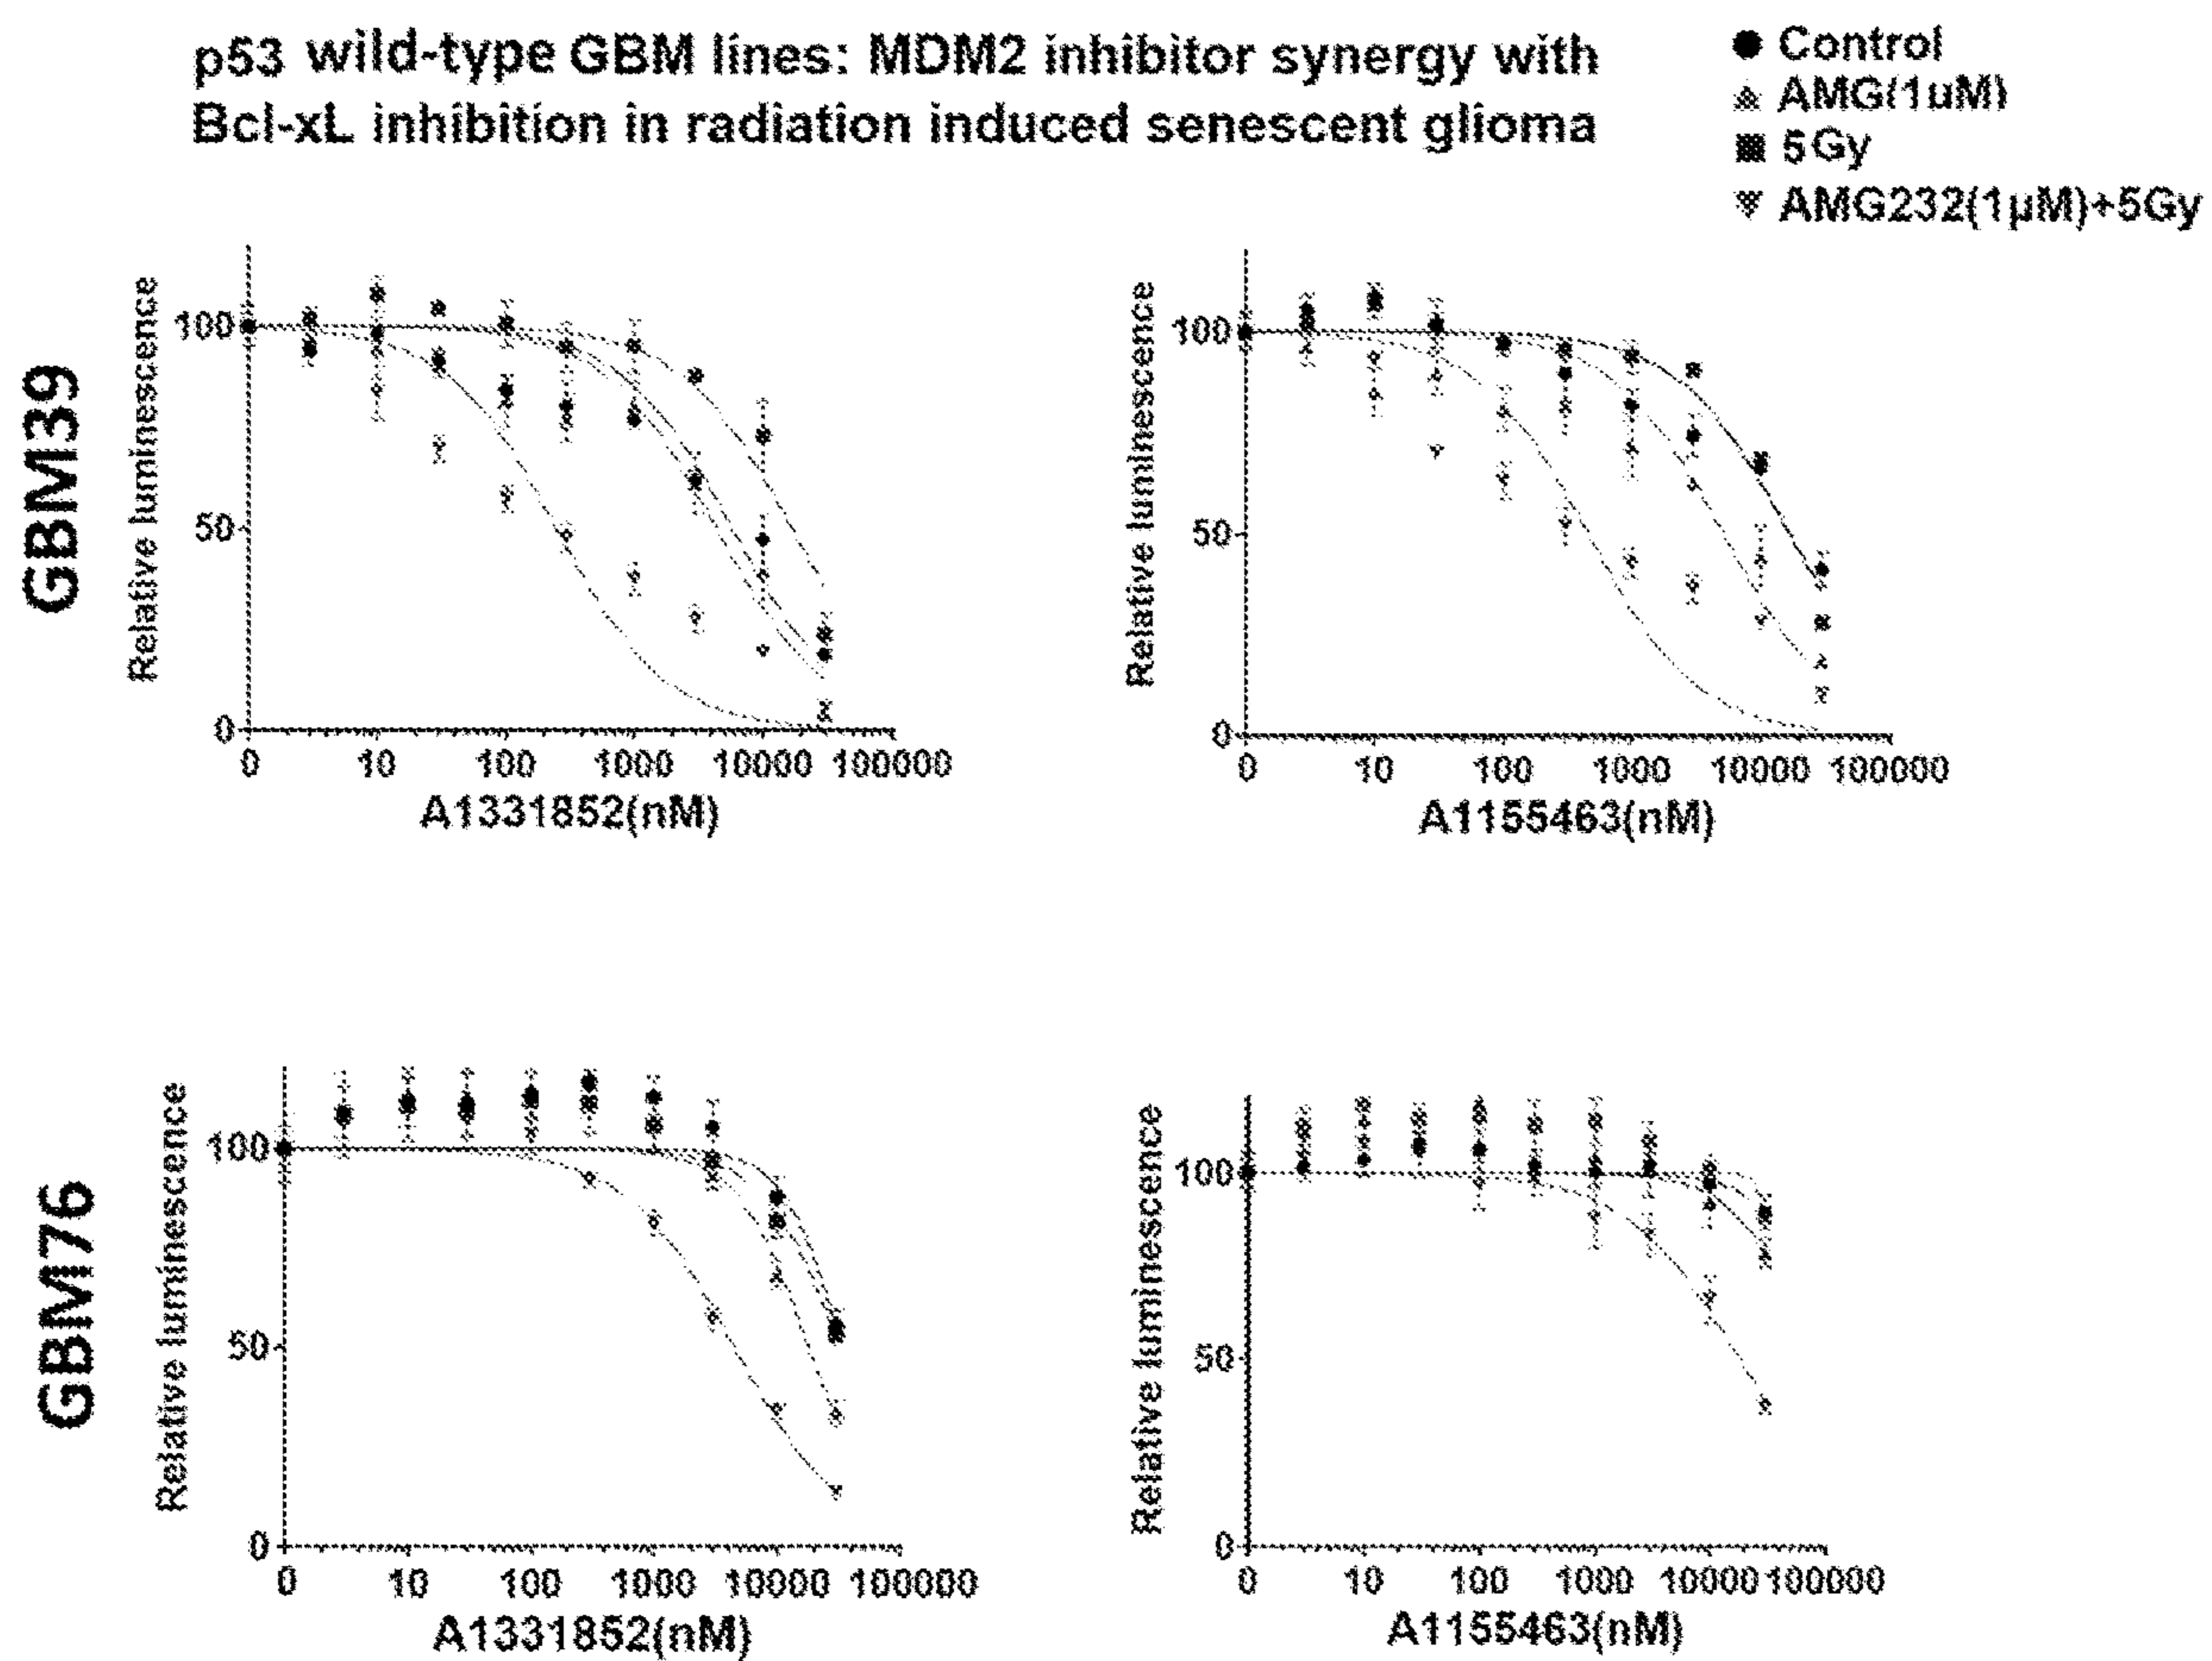 p53 wild-type GBM lines: MDM2 inhibitor synergy with
Bcl-xL inhibition in radiation induced senescent glioma
Control
AMG(1uM)
5Gy
AMG232(1µM)+5Gy
GBM39
Relative luminescence
100
50
0
0 10 100 1000 10000 100000
A1331852(nM)
Relative luminescence
100
50
0
0 10 100 1000 10000 100000
A1155463(nM)
GBM76
Relative luminescence
100
50
0
0 10 100 1000 10000 100000
A1331852(nM)
Relative luminescence
100
50
0
0 10 100 1000 10000 100000
A1155463(nM)